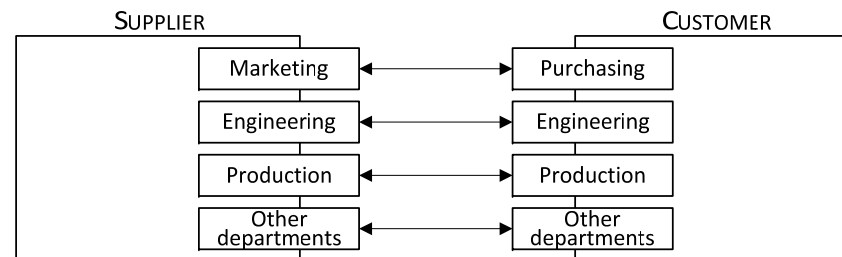 SUPPLIER CUSTOMER
Marketing Purchasing
Engineering Engineering
Production Production
Other Other
departments departments